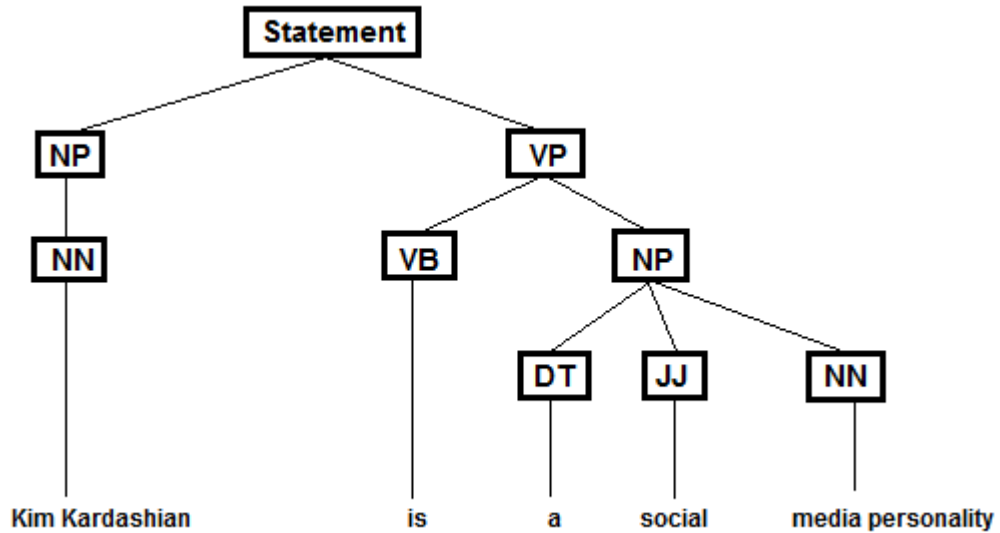 Statement
NP VP
NN VB NP
DT JJ NN
Kim Kardashian is a social media personality